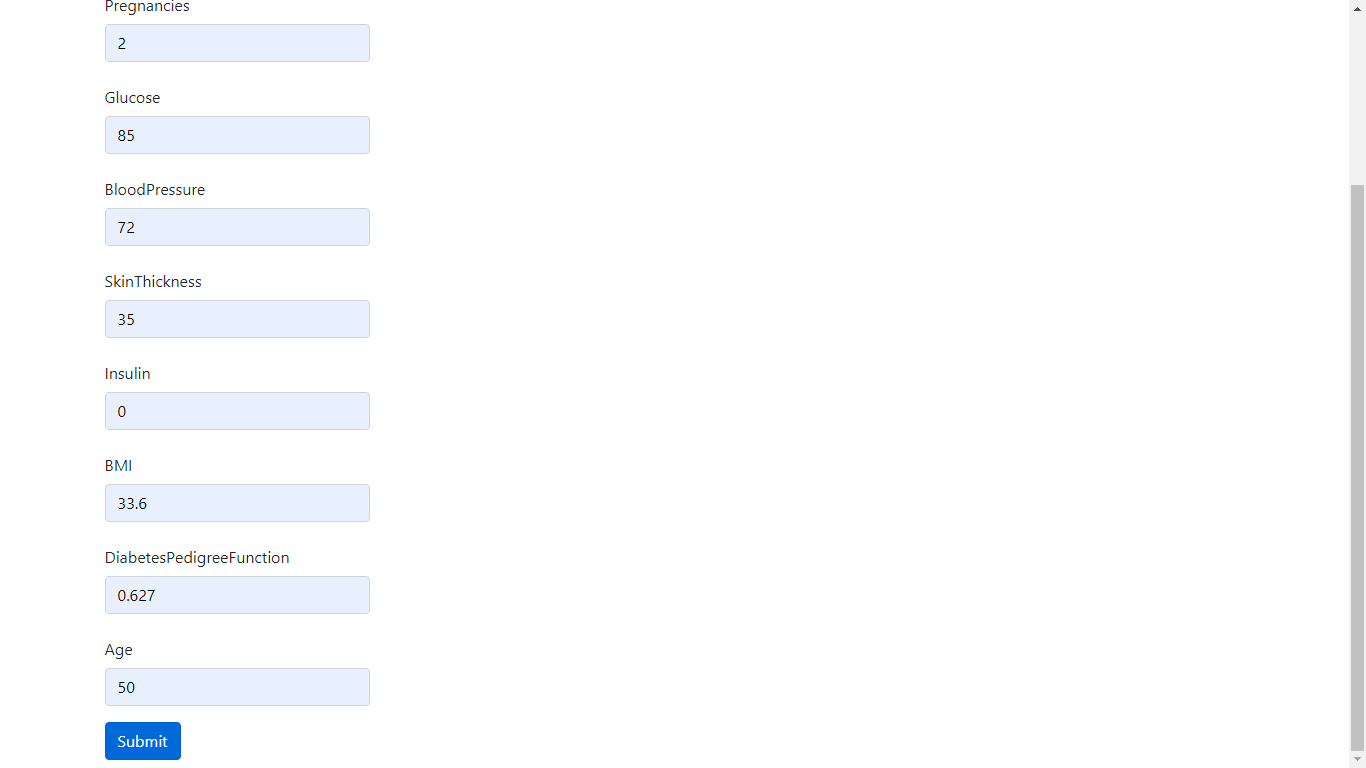 Pregnancies
2
Glucose
85
BloodPressure
72
SkinThickness
35
Insulin
0
BMI
33.6
DiabetesPedigreeFunction
0.627
Age
50
Submit